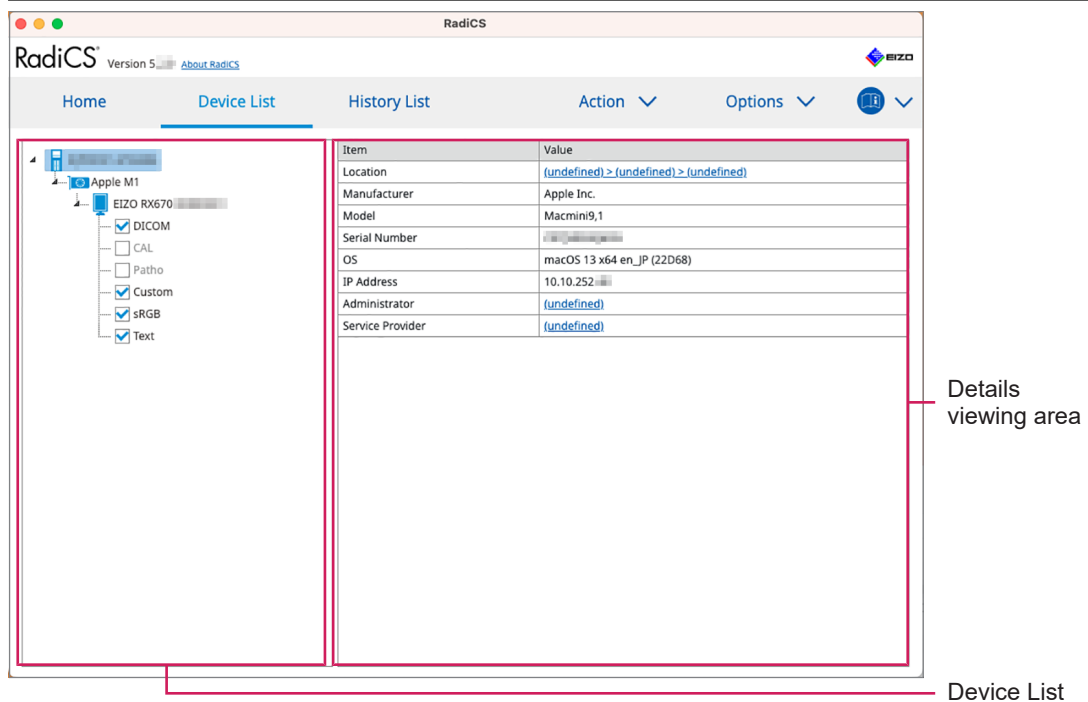 RadiCS
RadiCS® Version 5. About RadiCS
EIZO
Home Device List History List Action Options
Apple M1
EIZO RX670
DICOM
CAL
Patho
Custom
sRGB
Text
Item Value
Location (undefined) > (undefined) > (undefined)
Manufacturer Apple Inc.
Model Macmini9,1
Serial Number
OS macOS 13 x64 en_JP (22D68)
IP Address 10.10.252
Administrator (undefined)
Service Provider (undefined)
Details
viewing area
Device List